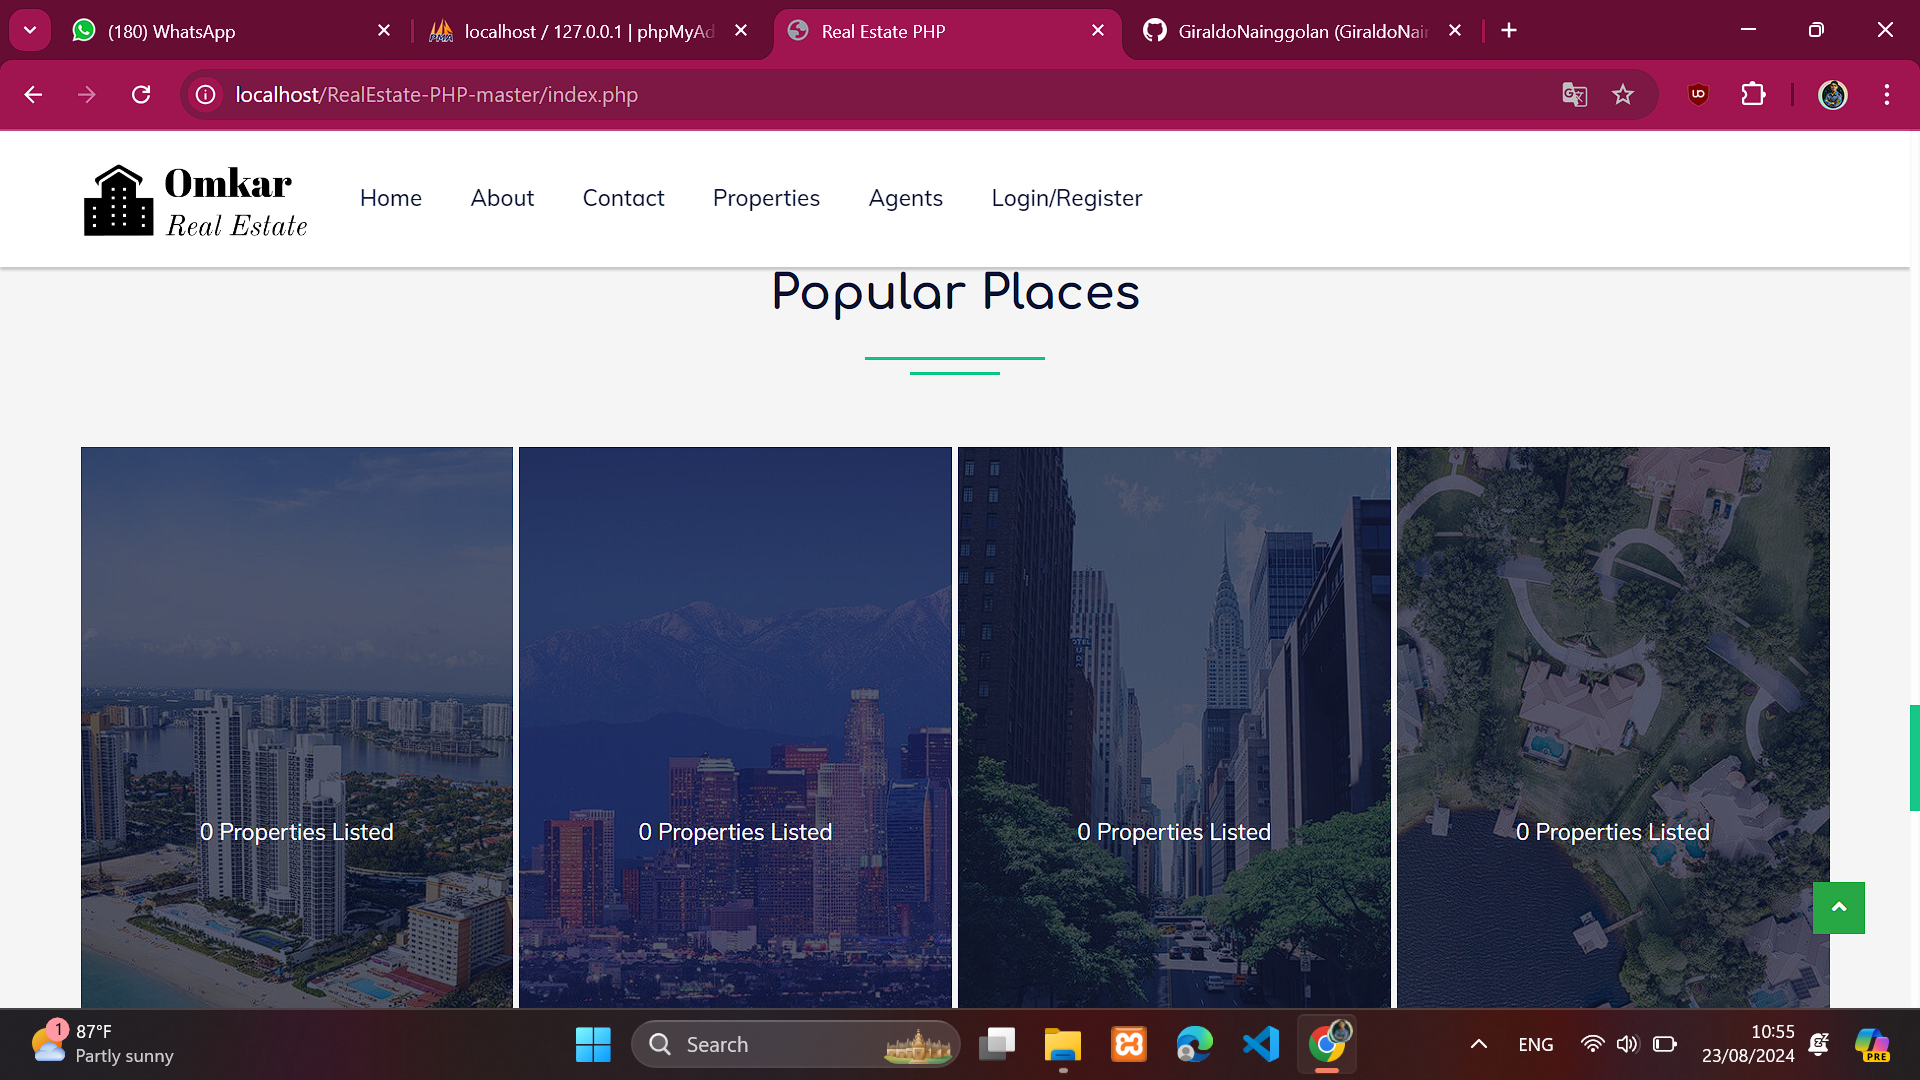 (180) WhatsApp
localhost / 127.0.0.1 | phpMyAd
Real Estate PHP
GiraldoNainggolan (GiraldoNain
localhost/RealEstate-PHP-master/index.php
Omkar
Real Estate
Home
About
Contact
Properties
Agents
Login/Register
Popular Places
0 Properties Listed
0 Properties Listed
0 Properties Listed
0 Properties Listed
1
87°F
Partly sunny
Search
ENG
10:55
23/08/2024
PRE